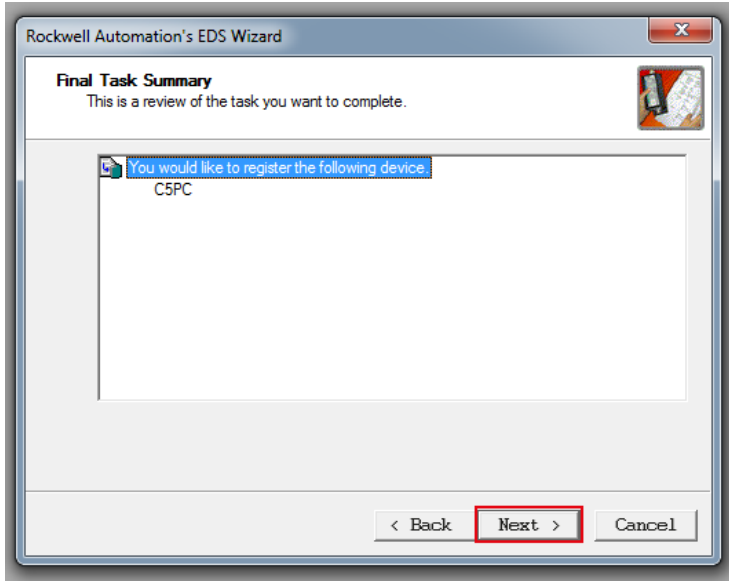 Rockwell Automation's EDS Wizard
Final Task Summary
This is a review of the task you want to complete.
You would like to register the following device.
C5PC
< Back Next > Cancel